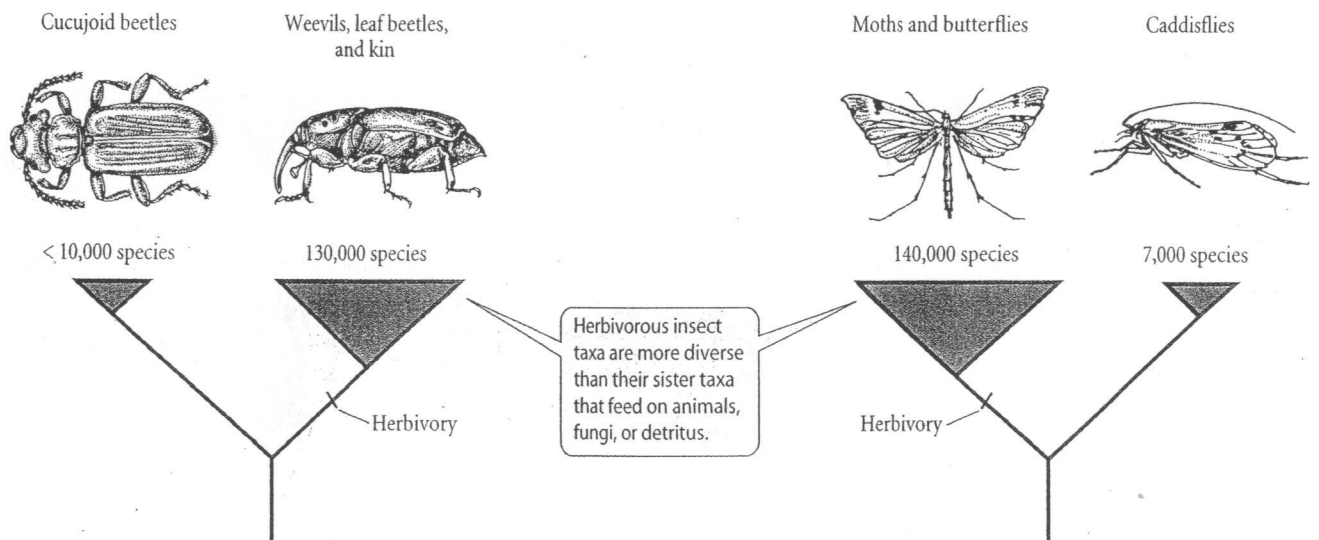 Cucujoid beetles
Weevils, leaf beetles,
and kin
Moths and butterflies
Caddisflies
< 10,000 species
130,000 species
140,000 species
7,000 species
Herbivorous insect
taxa are more diverse
than their sister taxa
that feed on animals,
fungi, or detritus.
Herbivory
Herbivory